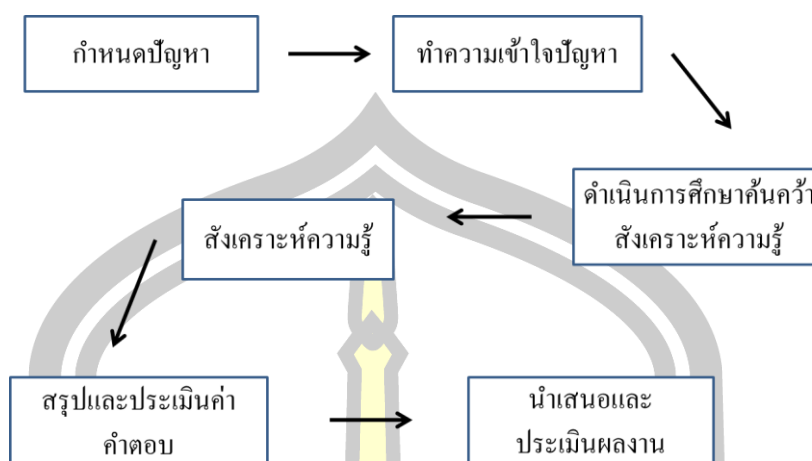 กำหนดปัญหา
ทำความเข้าใจปัญหา
ดำเนินการศึกษาค้นคว้า
สังเคราะห์ความรู้
สังเคราะห์ความรู้
สรุปและประเมินค่า
คำตอบ
นำเสนอและ
ประเมินผลงาน